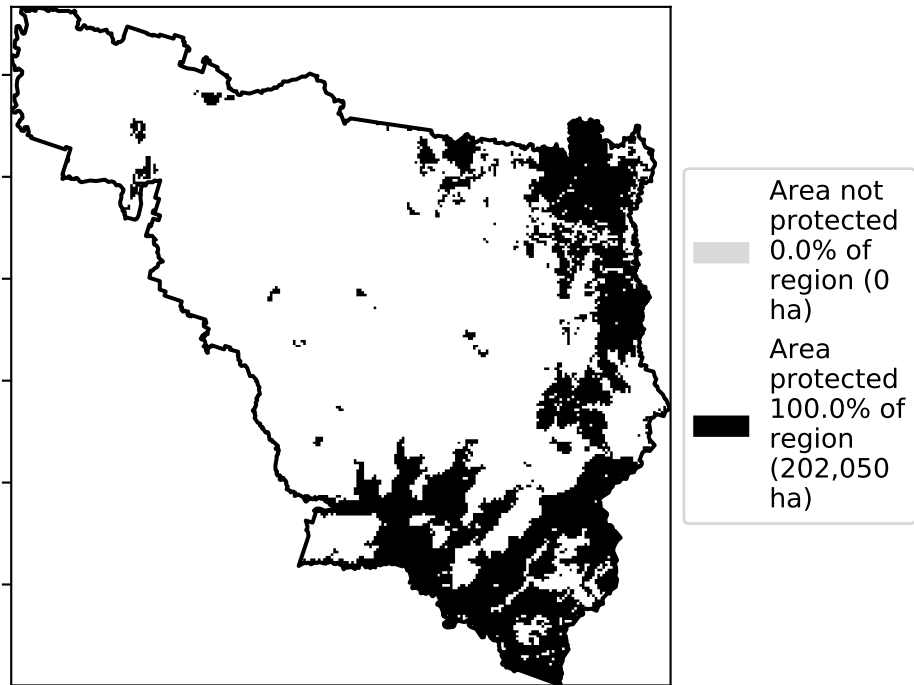 Area not
protected
0.0% of
region (0
ha)
Area
protected
100.0% of
region
(202,050
ha)